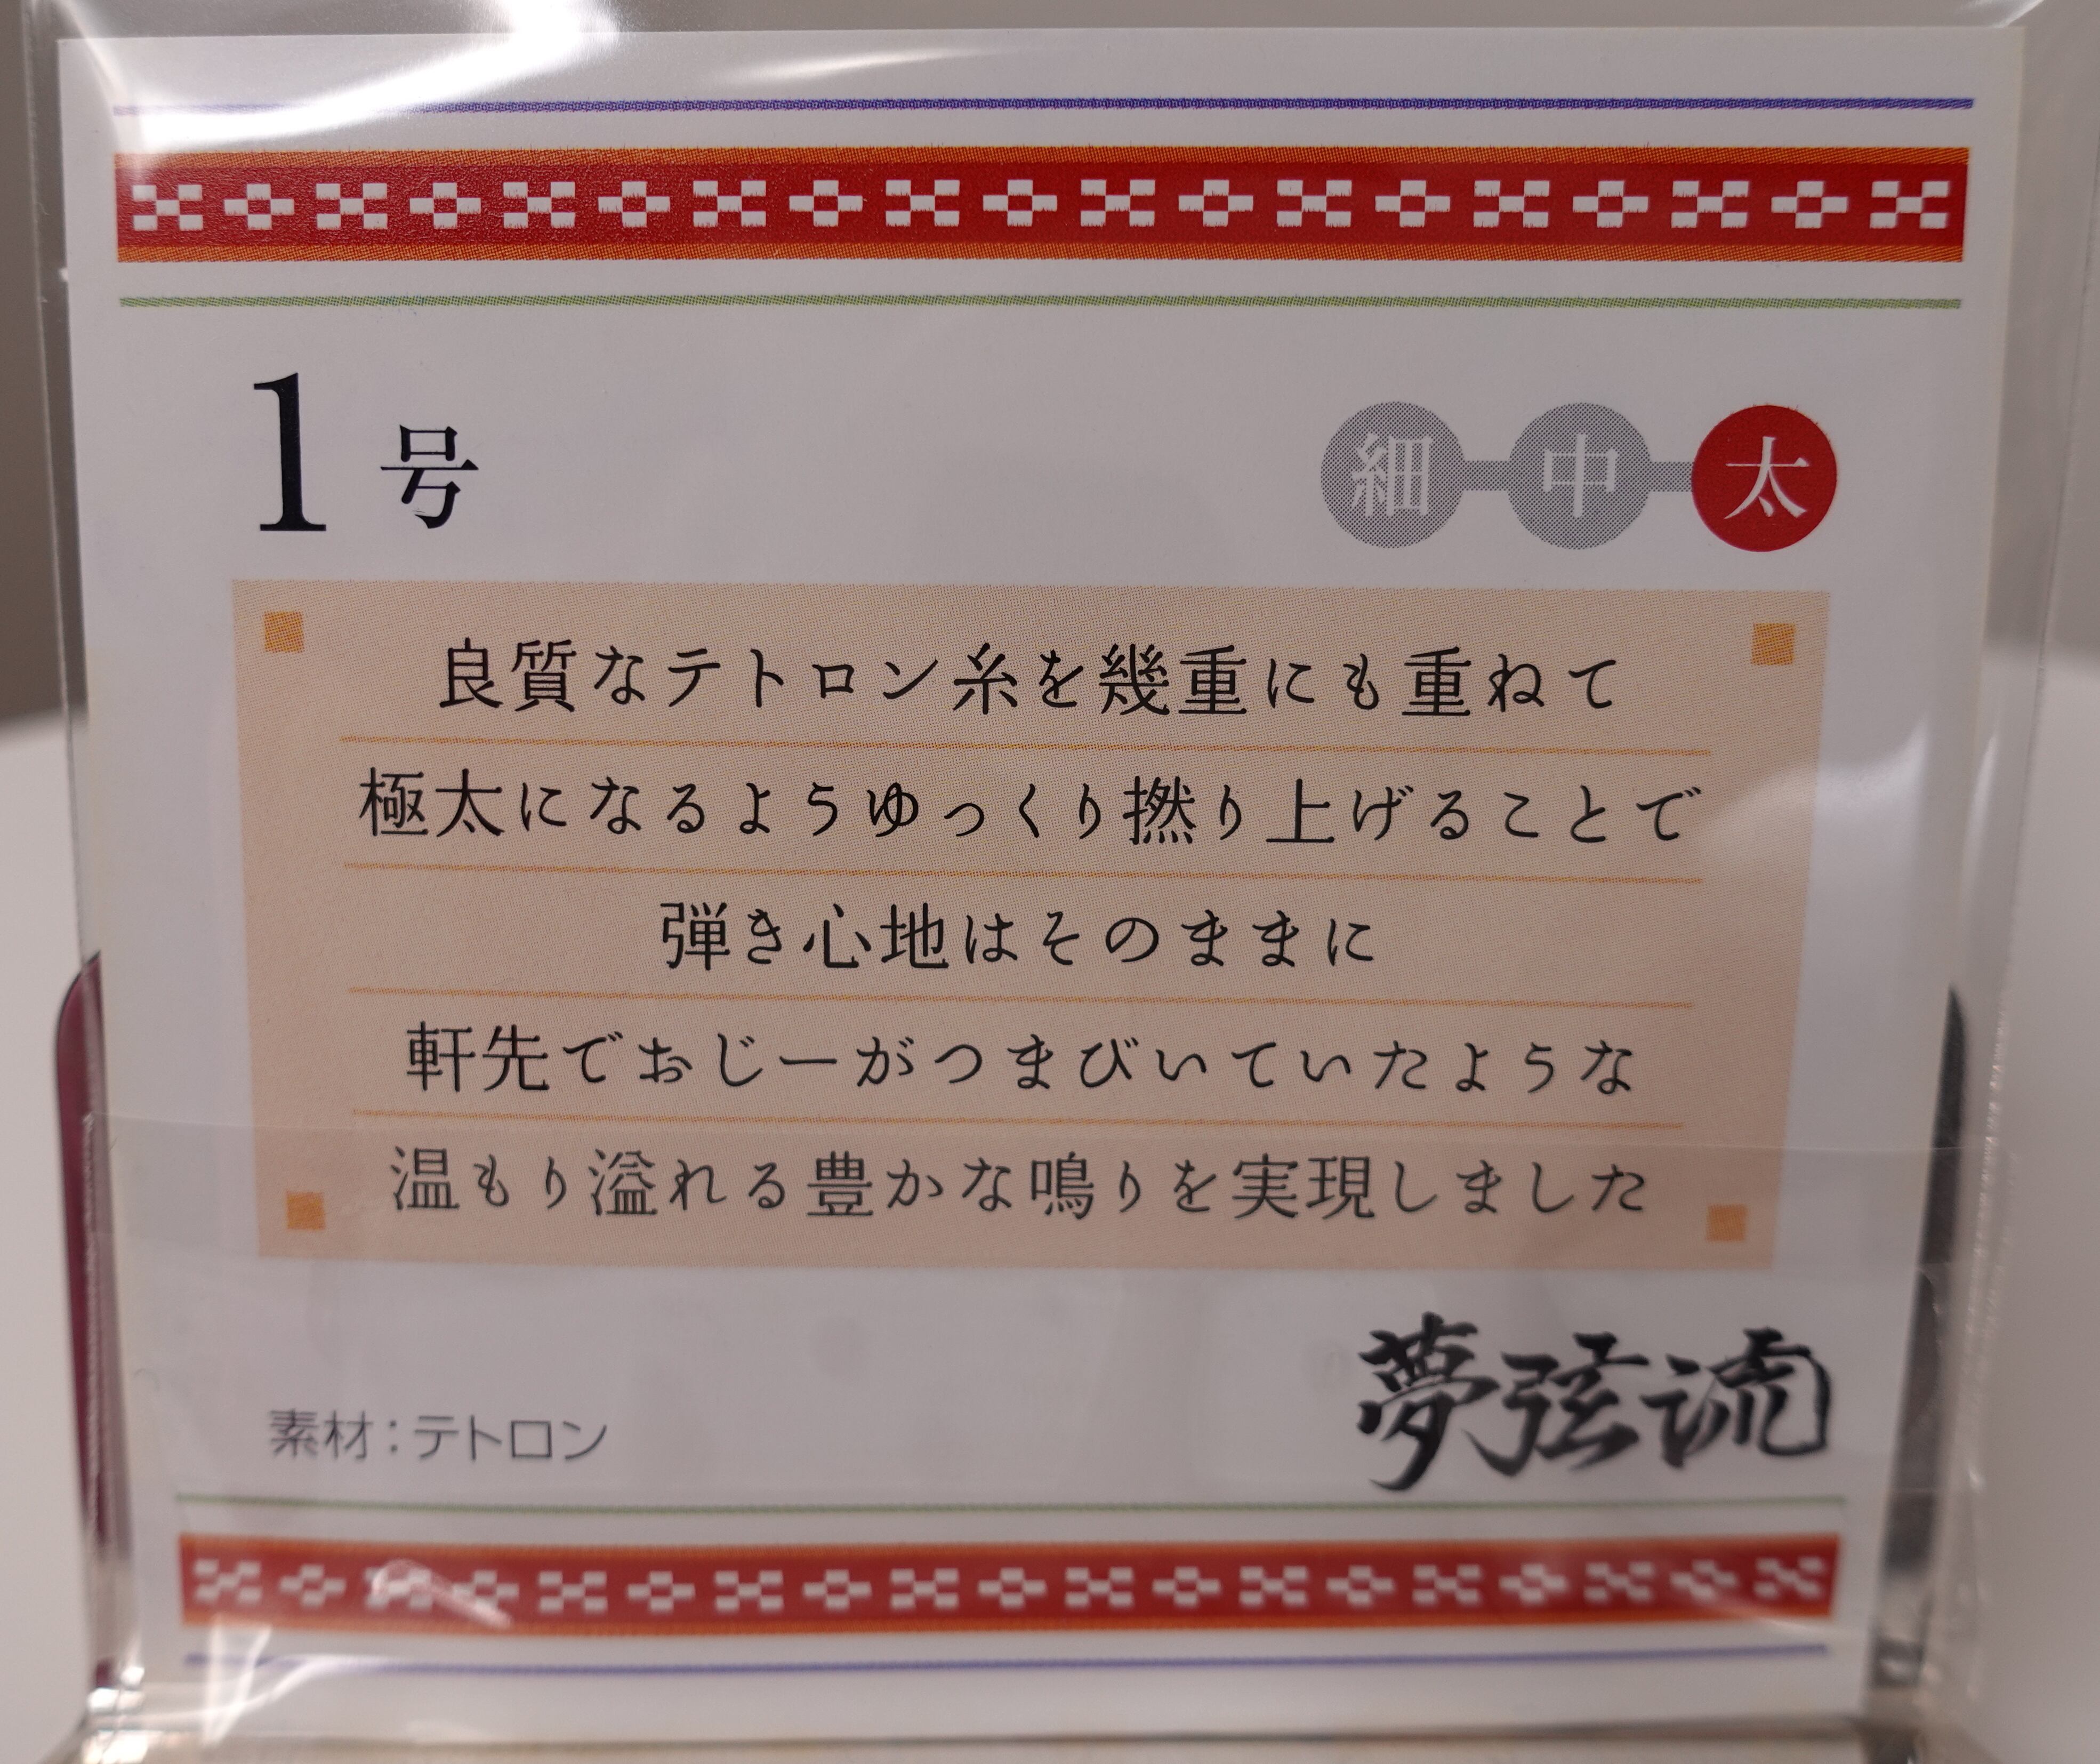 1号
細 中 太
良質なテトロン糸を幾重にも重ねて
極太になるようゆっくり撚り上げることで
弾き心地はそのままに
軒先でおじーがつまびいていたような
温もり溢れる豊かな鳴りを実現しました
夢弦流
素材：テトロン